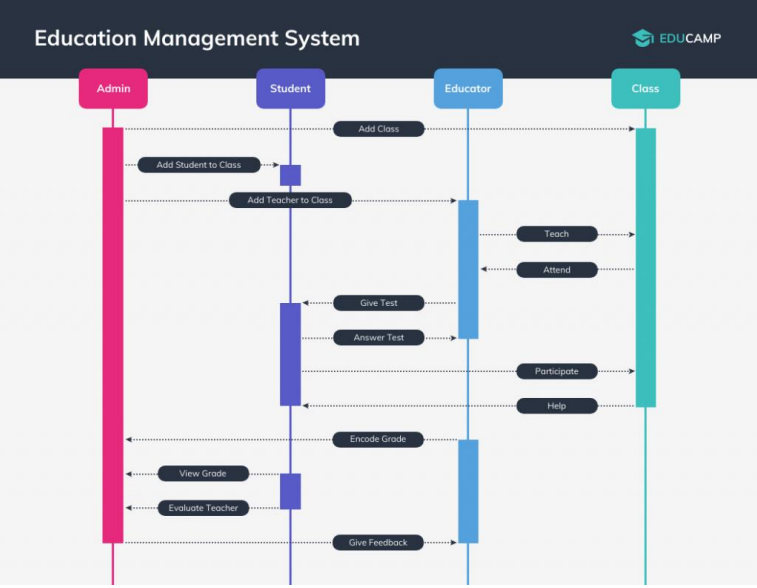 Education Management System
EDUCAMP
Admin
Student
Educator
Class
Add Class
Add Student to Class
Add Teacher to Class
Teach
Attend
Give Test
Answer Test
Participate
Help
Encode Grade
View Grade
Evaluate Teacher
Give Feedback